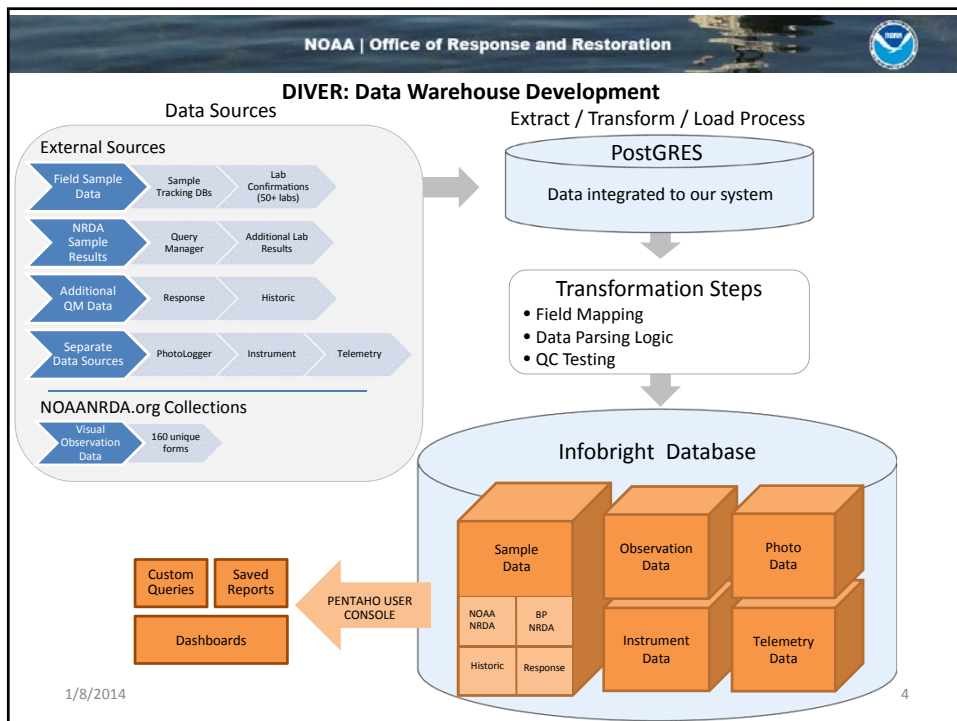 NOAA | Office of Response and Restoration
NOAA
DIVER: Data Warehouse Development
Data Sources
External Sources
Field Sample
Data
Sample
Tracking DBs
Lab
Confirmations
(50+ labs)
NRDA
Sample
Results
Query
Manager
Additional Lab
Results
Additional
QM Data
Response
Historic
Separate
Data Sources
PhotoLogger
Instrument
Telemetry
NOAANRDA.org Collections
Visual
Observation
Data
160 unique
forms
Extract / Transform / Load Process
PostGRES
Data integrated to our system
Transformation Steps
• Field Mapping
• Data Parsing Logic
• QC Testing
Infobright Database
Sample
Data
NOAA
NRDA
BP
NRDA
Historic
Response
Observation
Data
Photo
Data
Instrument
Data
Telemetry
Data
PENTAHO USER
CONSOLE
Custom
Queries
Saved
Reports
Dashboards
1/8/2014
4